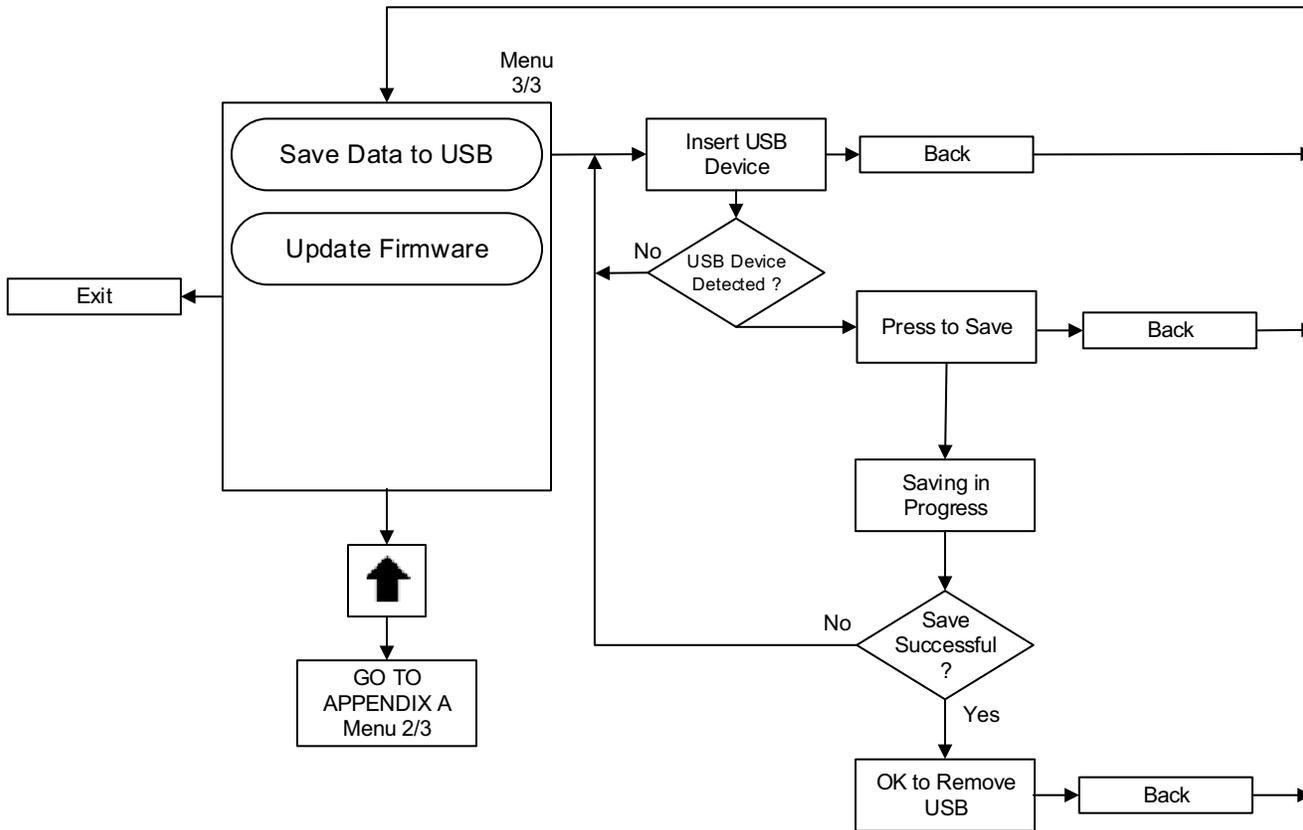 Menu
3/3
Save Data to USB
Insert USB
Device
Back
Update Firmware
No
USB Device
Detected ?
Exit
Press to Save
Back
Saving in
Progress
No
Save
Successful
?
GO TO
APPENDIX A
Menu 2/3
Yes
OK to Remove
USB
Back